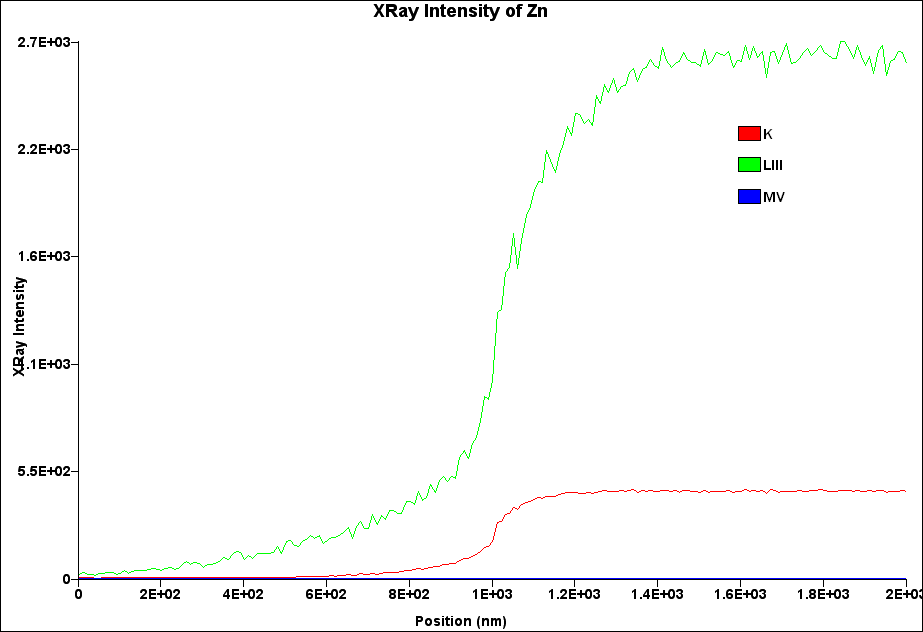 XRay Intensity of Zn
2.7E+03
2.2E+03
1.6E+03
1.1E+03
5.5E+02
0
XRay Intensity
K
LIII
MV
0 2E+02 4E+02 6E+02 8E+02 1E+03 1.2E+03 1.4E+03 1.6E+03 1.8E+03 2E+03
Position (nm)